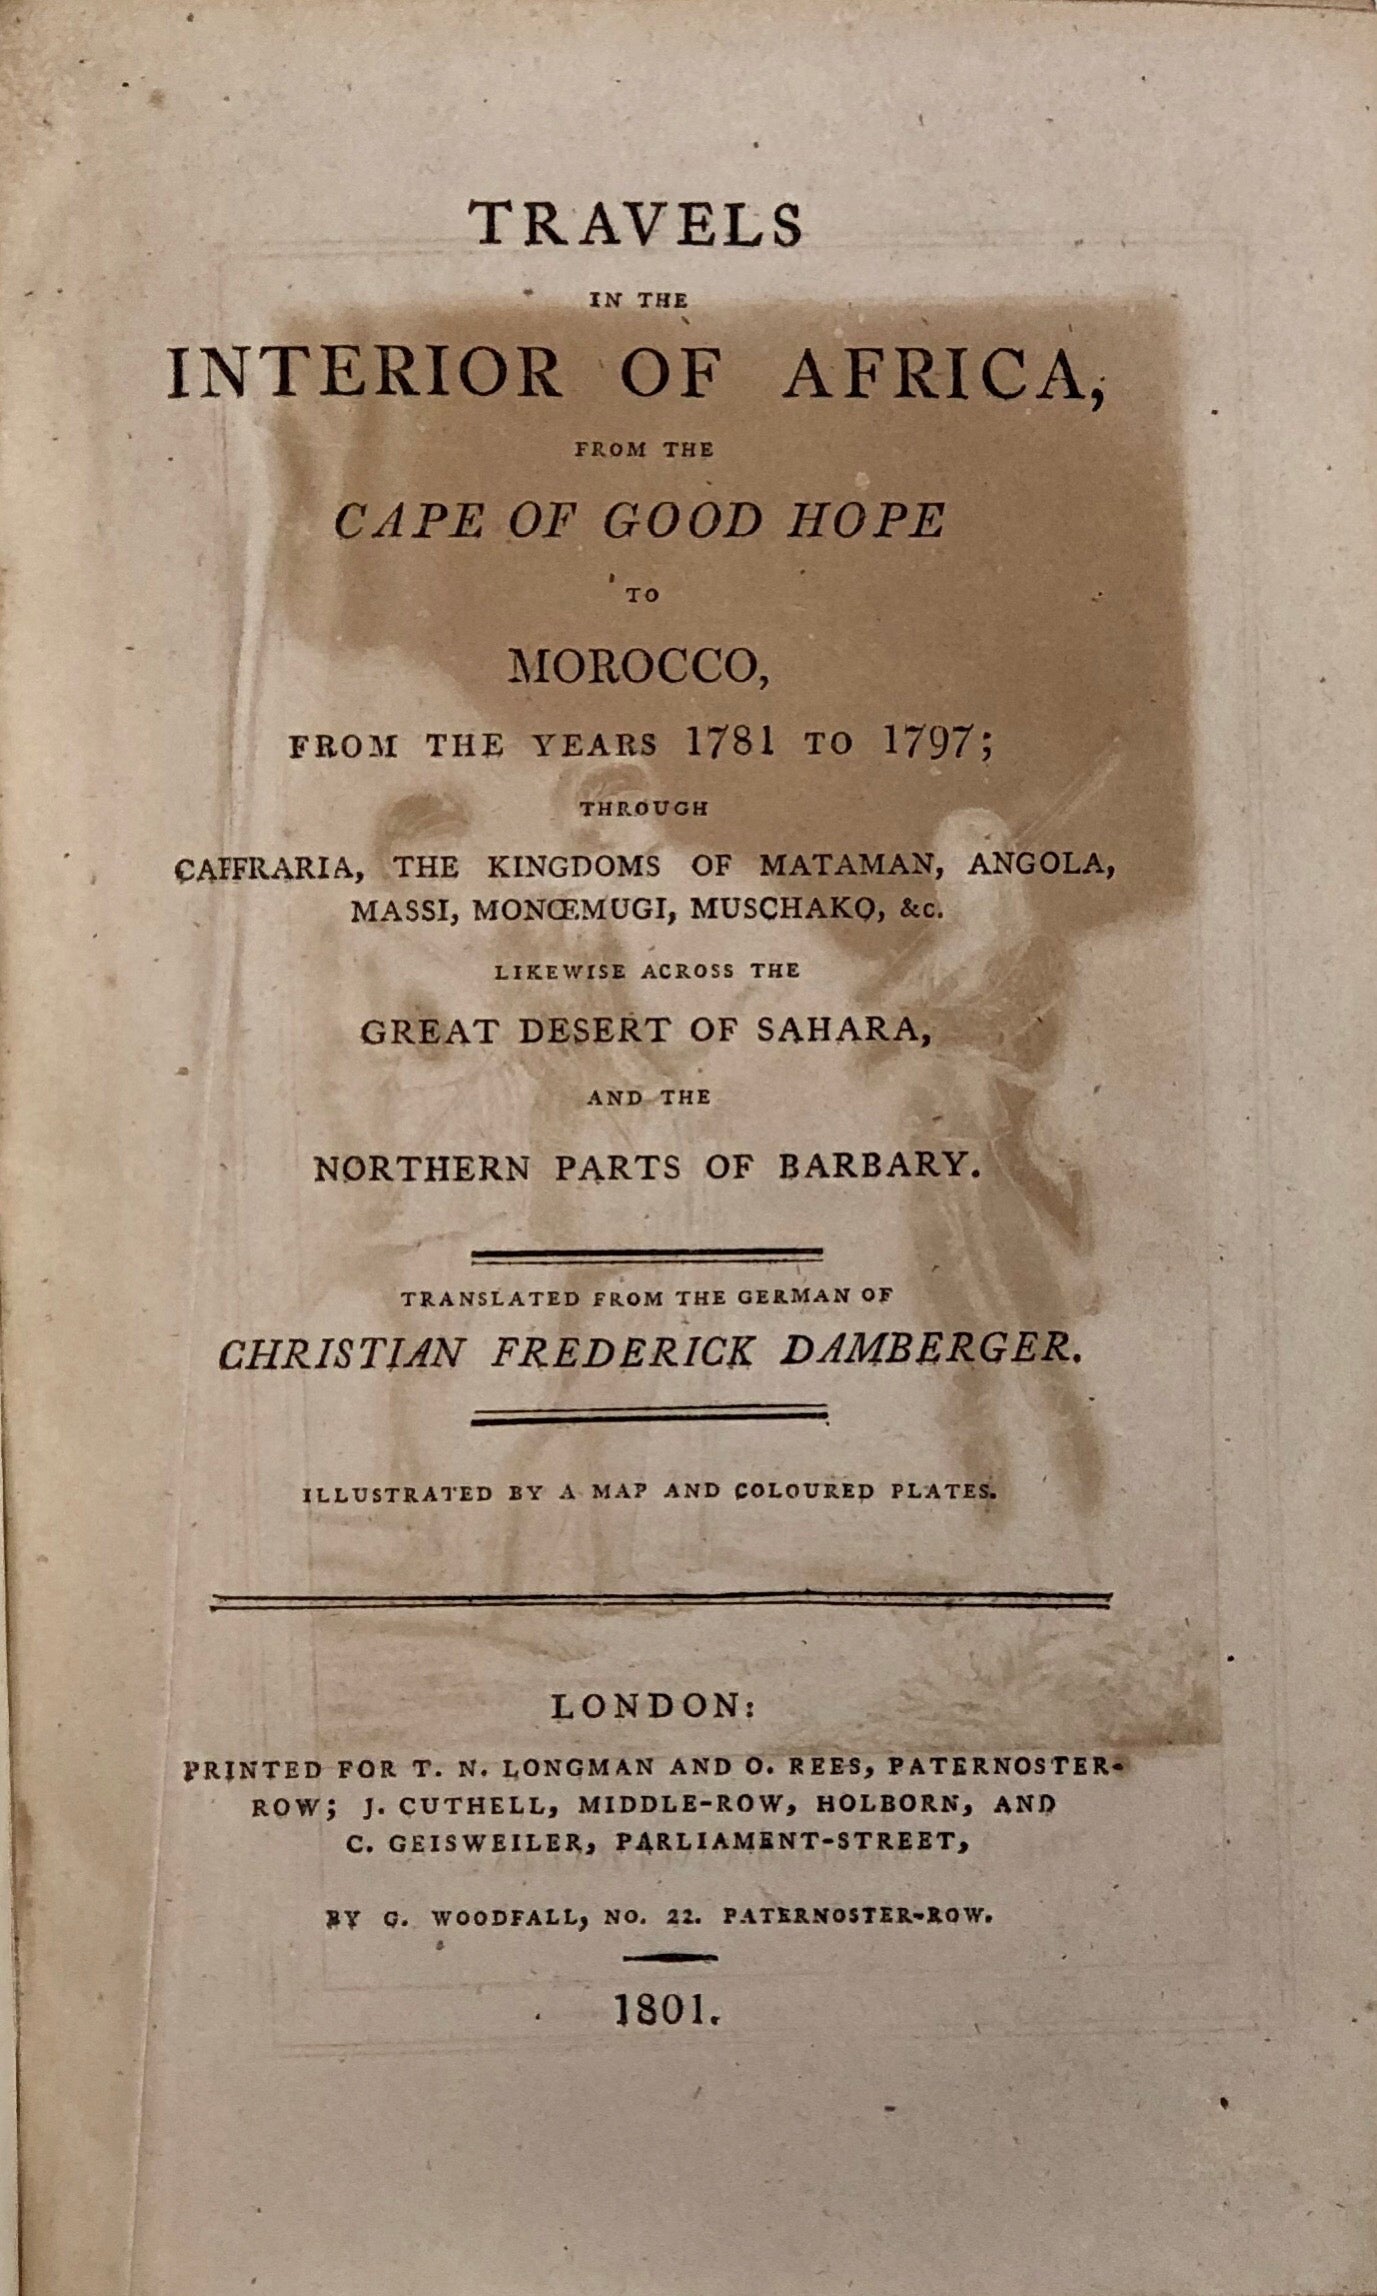 TRAVELS
IN THE
INTERIOR OF AFRICA,
FROM THE
CAPE OF GOOD HOPE
TO
MOROCCO,
FROM THE YEARS 1781 TO 1797;
THROUGH
CAFFRARIA, THE KINGDOMS OF MATAMAN, ANGOLA,
MASSI, MONŒMUGI, MUSCHAKO, &c.
LIKEWISE ACROSS THE
GREAT DESERT OF SAHARA,
AND THE
NORTHERN PARTS OF BARBARY.
TRANSLATED FROM THE GERMAN OF
CHRISTIAN FREDERICK DAMBERGER.
ILLUSTRATED BY A MAP AND COLOURED PLATES.
LONDON:
PRINTED FOR T. N. LONGMAN AND O. REES, PATERNOSTER-
ROW; J. CUTHELL, MIDDLE-ROW, HOLBORN, AND
C. GEISWEILER, PARLIAMENT-STREET,
BY G. WOODFALL, NO. 22. PATERNOSTER-ROW.
1801.